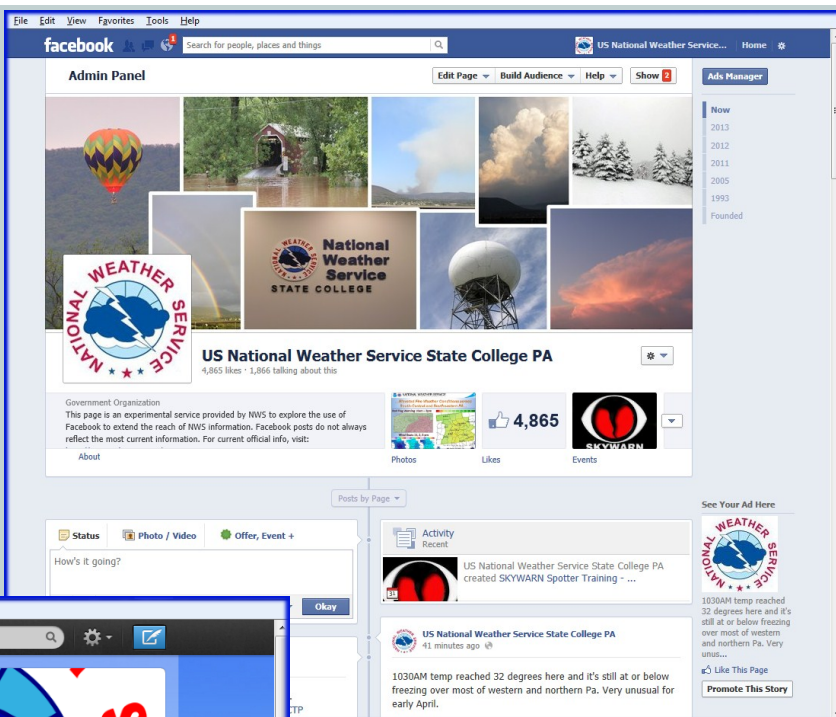 File Edit View Favorites Tools Help
facebook
Search for people, places and things
US National Weather Service... Home
Admin Panel
Edit Page Build Audience Help Show 2
Ads Manager
Now
2013
2012
2011
2005
1993
Founded
National
Weather
Service
STATE COLLEGE
NATIONAL WEATHER SERVICE
US National Weather Service State College PA
4,865 likes · 1,866 talking about this
Government Organization
This page is an experimental service provided by NWS to explore the use of
Facebook to extend the reach of NWS information. Facebook posts do not always
reflect the most current information. For current official info, visit:
About
4,865
SKYWARN
Photos Likes Events
Posts by Page
Status Photo / Video Offer, Event +
How's it going?
Okay
Activity
Recent
US National Weather Service State College PA
created SKYWARN Spotter Training - ...
31
US National Weather Service State College PA
41 minutes ago
1030AM temp reached 32 degrees here and it's still at or below
freezing over most of western and northern Pa. Very unusual for
early April.
See Your Ad Here
NATIONAL WEATHER SERVICE
1030AM temp reached
32 degrees here and it's
still at or below freezing
over most of western
and northern Pa. Very
unus...
Like This Page
Promote This Story
CTP